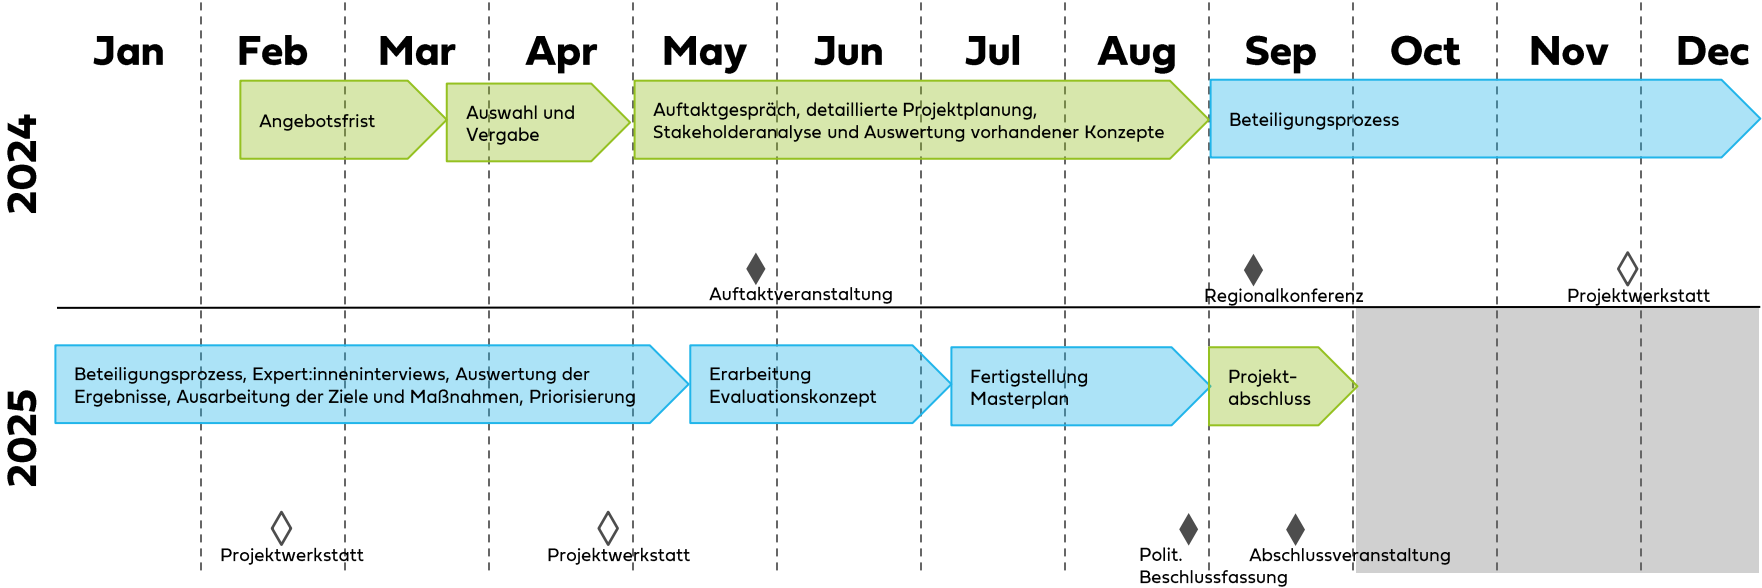 Jan Feb Mar Apr May Jun Jul Aug Sep Oct Nov Dec
2024
Angebotsfrist
Auswahl und
Vergabe
Auftaktgespräch, detaillierte Projektplanung,
Stakeholderanalyse und Auswertung vorhandener Konzepte
Beteiligungsprozess
Auftaktveranstaltung
Regionalkonferenz
Projektwerkstatt
2025
Beteiligungsprozess, Expert:inneninterviews, Auswertung der
Ergebnisse, Ausarbeitung der Ziele und Maßnahmen, Priorisierung
Erarbeitung
Evaluationskonzept
Fertigstellung
Masterplan
Projekt-
abschluss
Projektwerkstatt
Projektwerkstatt
Polit.
Beschlussfassung
Abschlussveranstaltung